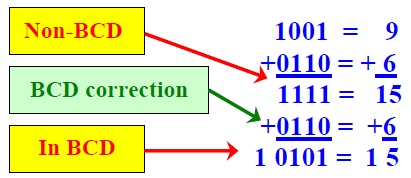 Non-BCD
BCD correction
In BCD
1001 = 9
+0110 = + 6
1111 = 15
+0110 = +6
1 0101 = 1 5